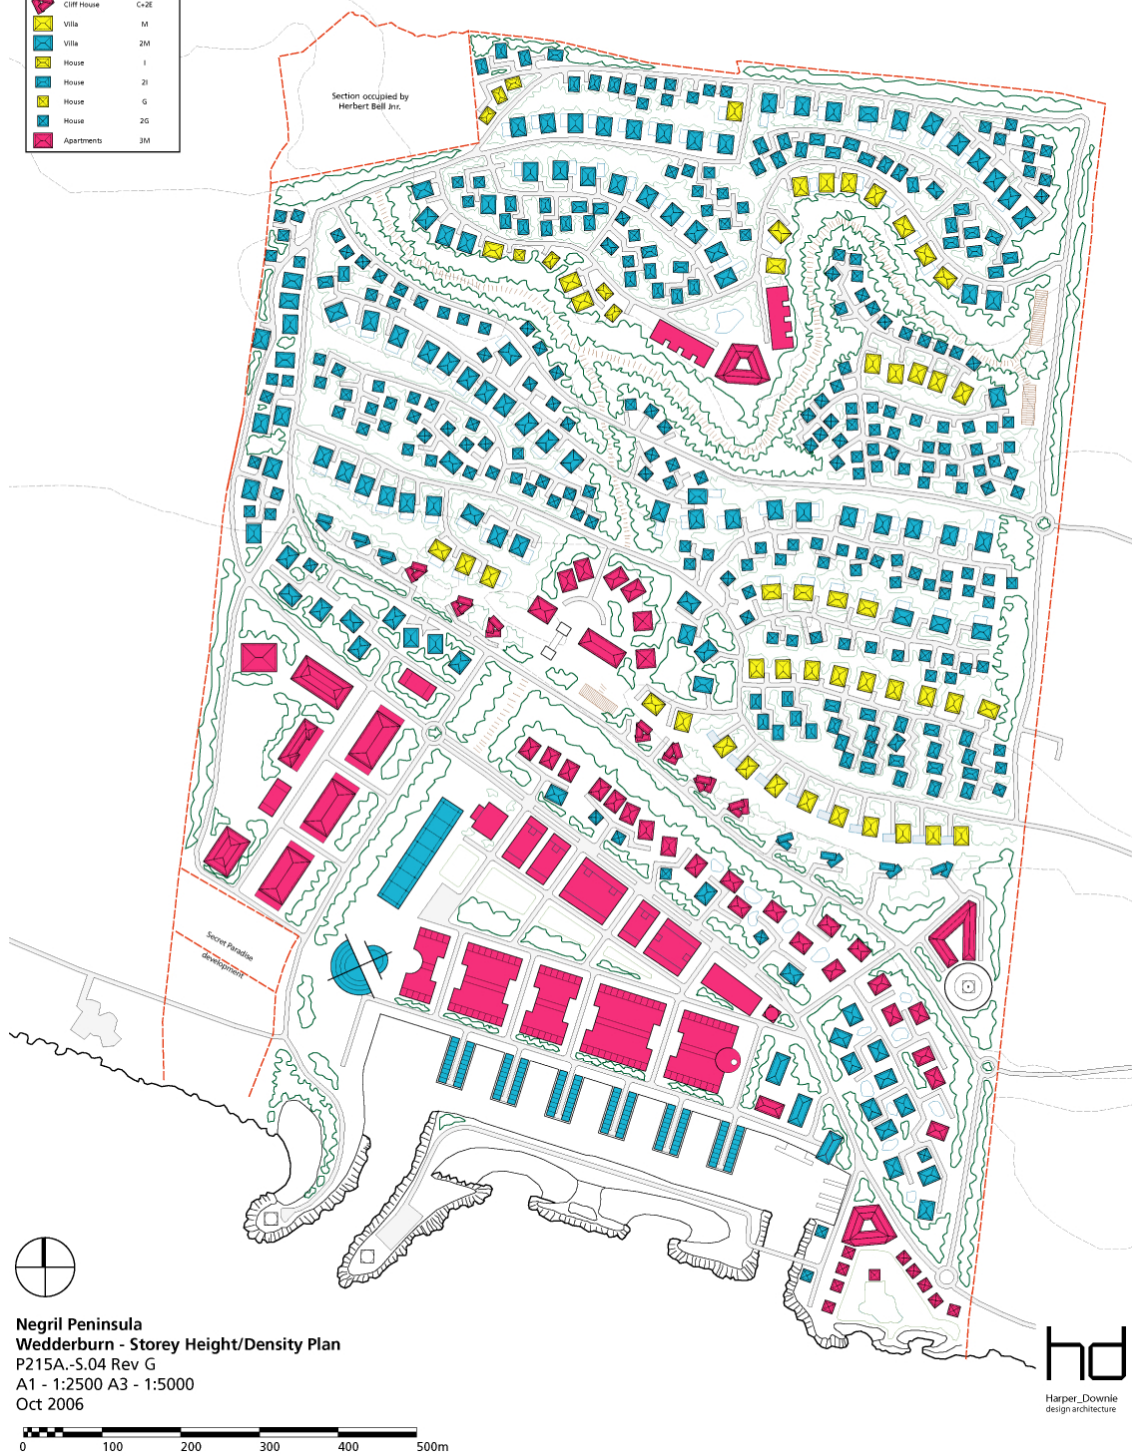 Cliff House C+2E
Villa M
Villa 2M
House I
House 2I
House G
House 2G
Apartments 3M
Section occupied by
Herbert Bell Jnr.
Secret Paradise
development
Negril Peninsula
Wedderburn - Storey Height/Density Plan
P215A.-S.04 Rev G
A1 - 1:2500 A3 - 1:5000
Oct 2006
0 100 200 300 400 500m
hd
Harper_Downie
design architecture